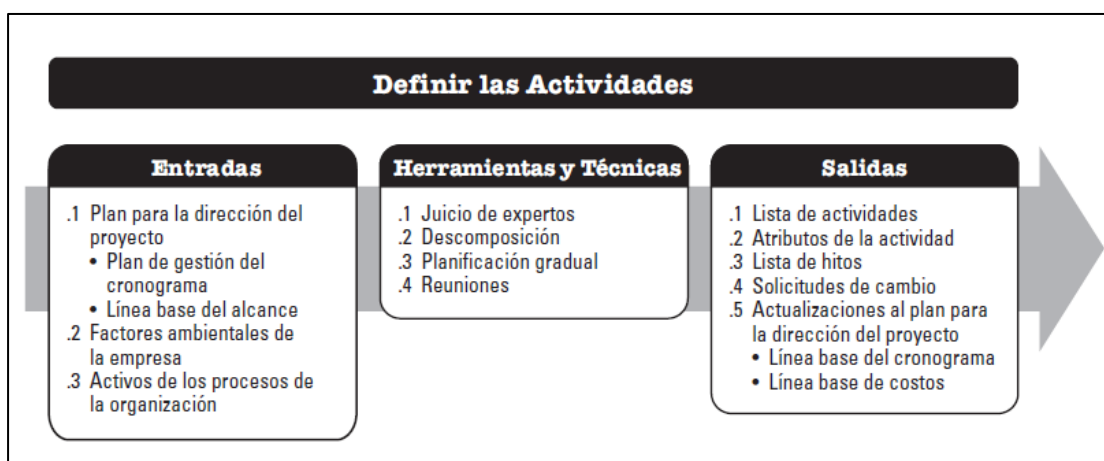 Definir las Actividades
Entradas
.1 Plan para la dirección del
proyecto
• Plan de gestión del
cronograma
• Línea base del alcance
.2 Factores ambientales de
la empresa
.3 Activos de los procesos de
la organización
Herramientas y Técnicas
.1 Juicio de expertos
.2 Descomposición
.3 Planificación gradual
.4 Reuniones
Salidas
.1 Lista de actividades
.2 Atributos de la actividad
.3 Lista de hitos
.4 Solicitudes de cambio
.5 Actualizaciones al plan para
la dirección del proyecto
• Línea base del cronograma
• Línea base de costos